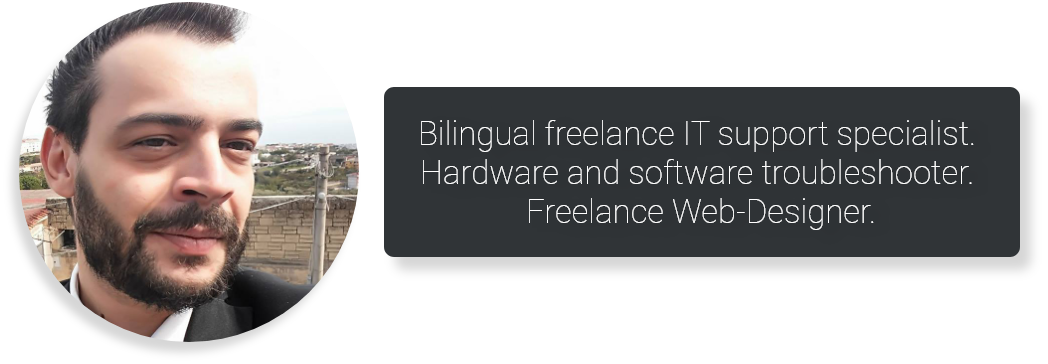 Bilingual freelance IT support specialist.
Hardware and software troubleshooter.
Freelance Web-Designer.